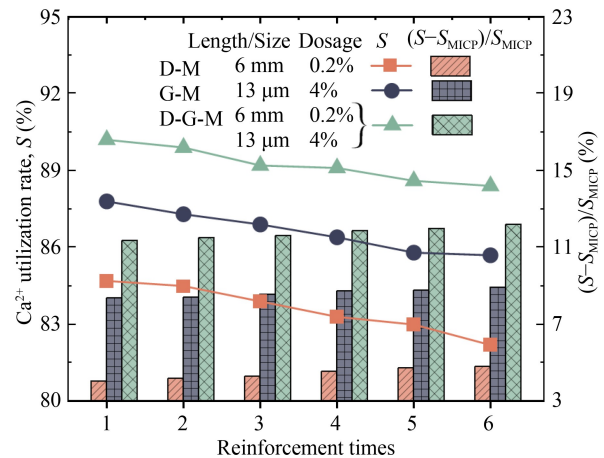 Length/Size Dosage S (S−S_MICP)/S_MICP
D-M 6 mm 0.2%
G-M 13 μm 4%
D-G-M 6 mm 0.2%
13 μm 4%
95
92
89
86
83
80
Ca²⁺ utilization rate, S (%)
23
19
15
11
7
3
(S−S_MICP)/S_MICP (%)
1 2 3 4 5 6
Reinforcement times